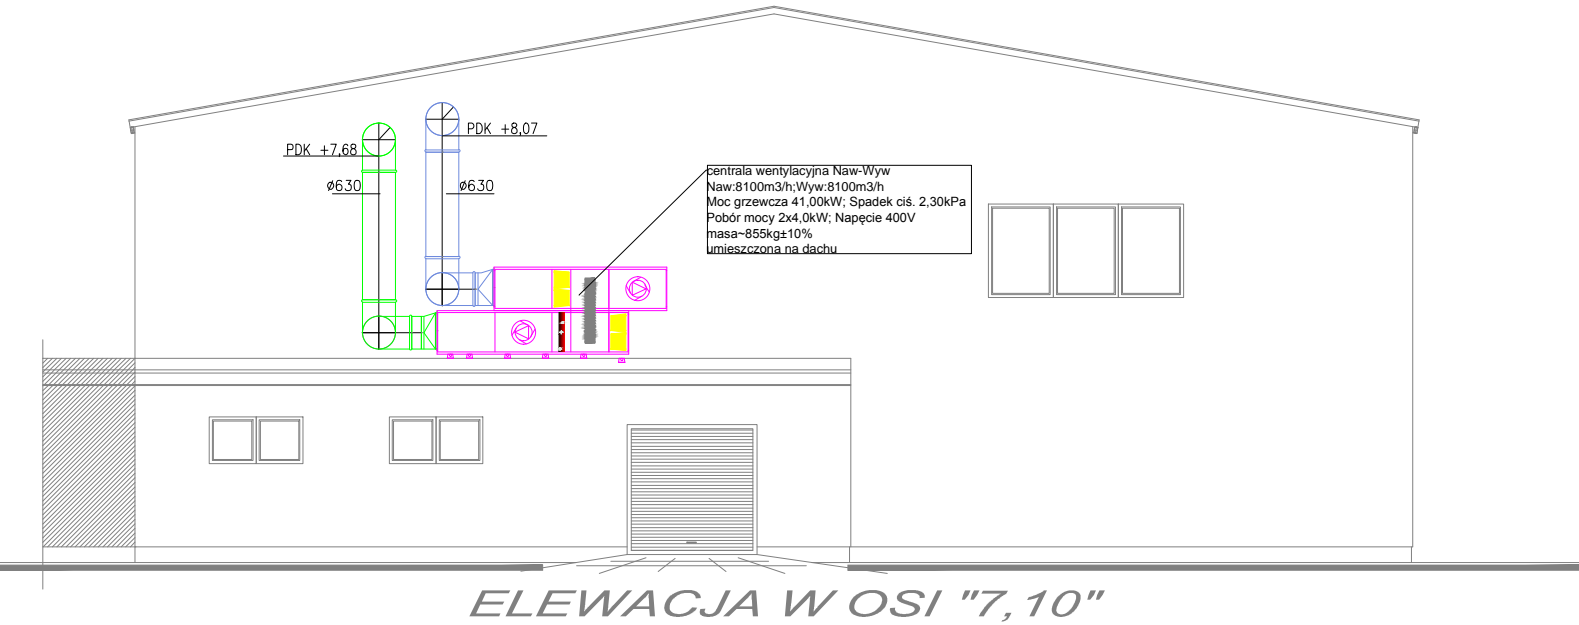 PDK +8,07
PDK +7,68
ø630
ø630
centrala wentylacyjna Naw-Wyw
Naw:8100m3/h;Wyw:8100m3/h
Moc grzewcza 41,00kW; Spadek ciś. 2,30kPa
Pobór mocy 2x4,0kW; Napęcie 400V
masa~855kg±10%
umieszczona na dachu
ELEWACJA W OSI "7,10"